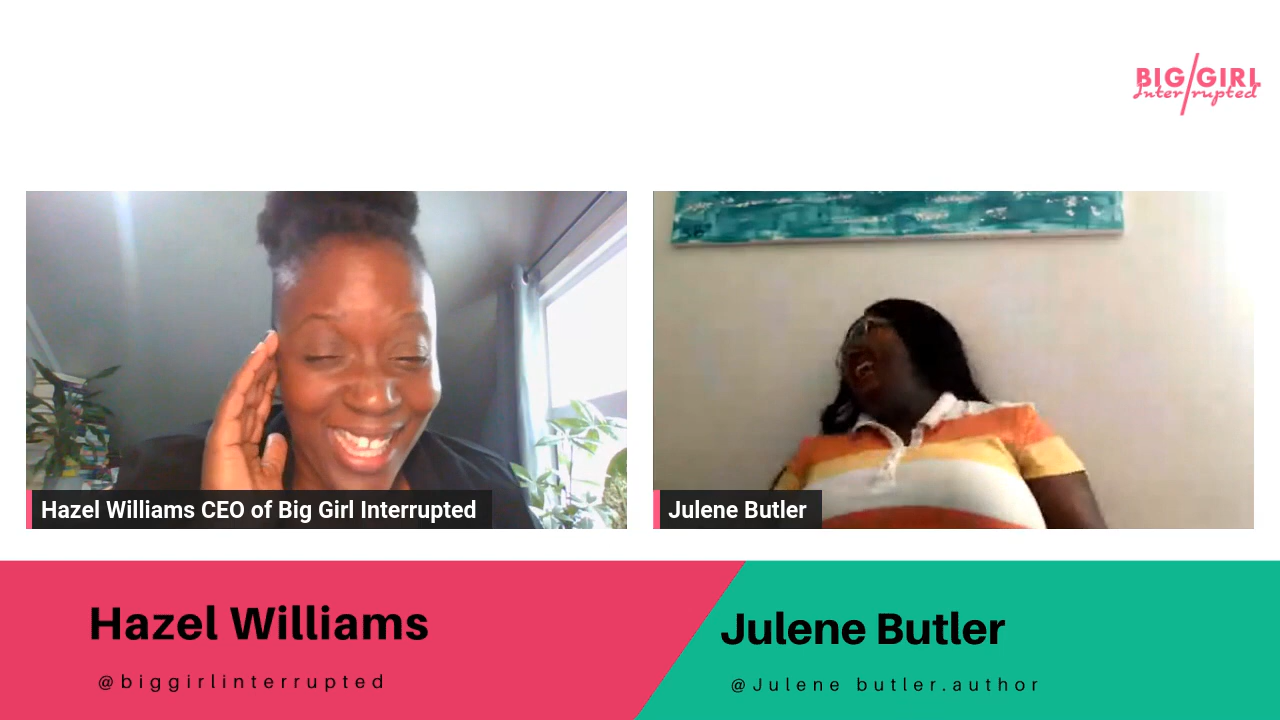 BIG/GIRL
Interrupted
SB
Hazel Williams CEO of Big Girl Interrupted
Julene Butler
Hazel Williams
Julene Butler
@biggirlinterrupted
@Julene butler.author